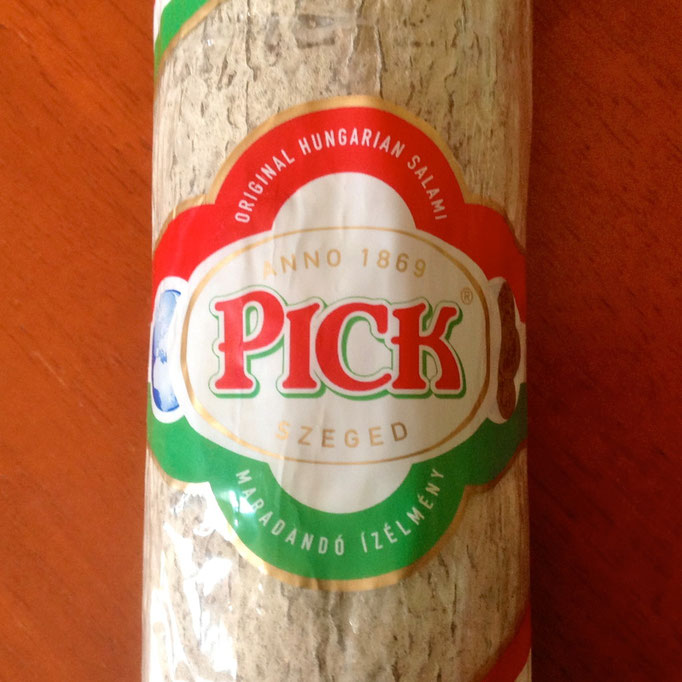 ORIGINAL HUNGARIAN SALAMI
ANNO 1869
PICK®
SZEGED
MARADANDÓ ÍZÉLMÉNY